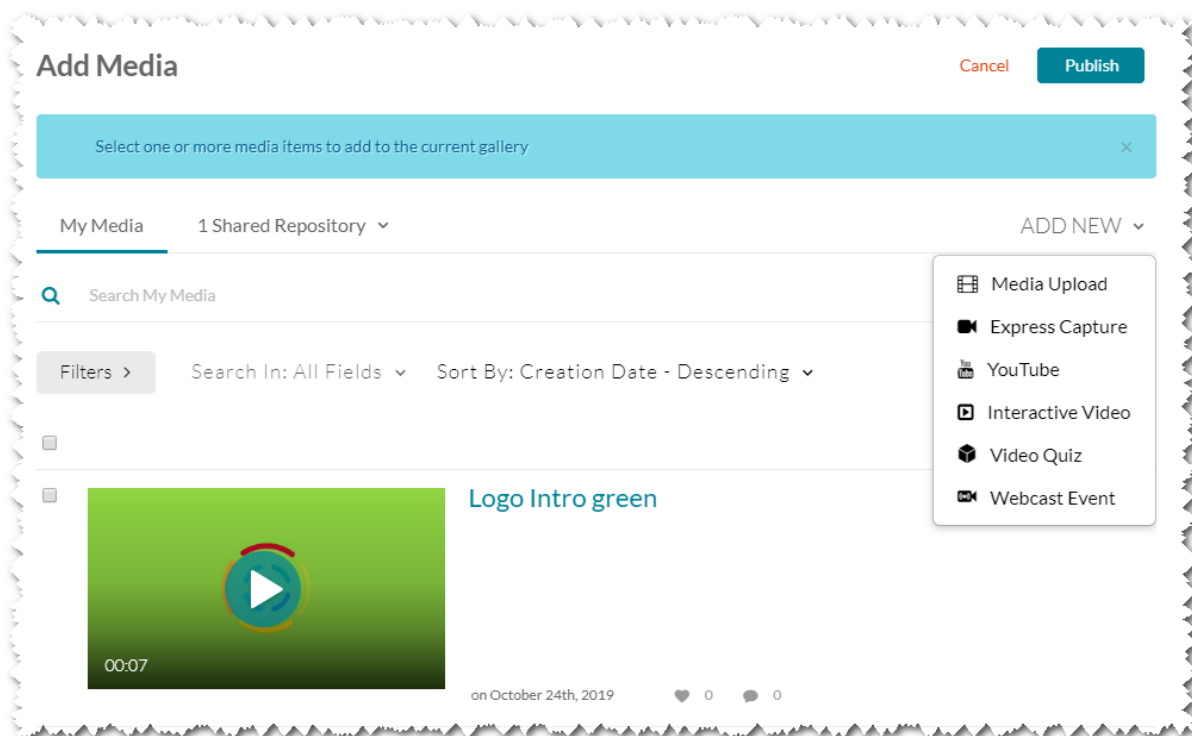 Add Media
Cancel
Publish
Select one or more media items to add to the current gallery
×
My Media
1 Shared Repository
ADD NEW
Search My Media
Media Upload
Express Capture
YouTube
Interactive Video
Video Quiz
Webcast Event
Filters
Search In: All Fields
Sort By: Creation Date - Descending
Logo Intro green
00:07
on October 24th, 2019
0
0